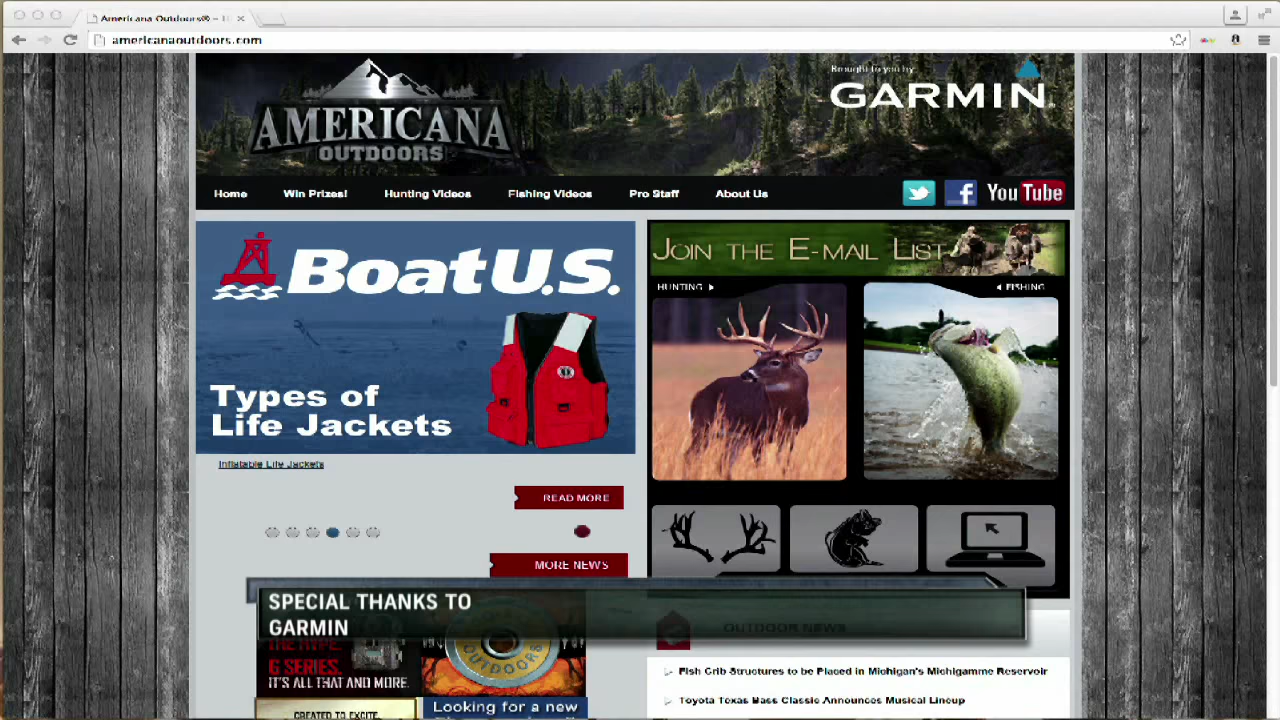 Americana Outdoors® –
americanaoutdoors.com
Brought to you by
GARMIN
AMERICANA
OUTDOORS
Home
Win Prizes!
Hunting Videos
Fishing Videos
Pro Staff
About Us
YouTube
BoatU.S.
Types of
Life Jackets
Inflatable Life Jackets
READ MORE
MORE NEWS
JOIN THE E-MAIL LIST
HUNTING
FISHING
SPECIAL THANKS TO
GARMIN
G SERIES.
IT'S ALL THAT AND MORE.
OUTDOORS
CREATED TO EXCITE
Looking for a new
OUTDOOR NEWS
Fish Crib Structures to be Placed in Michigan's Michigamme Reservoir
Toyota Texas Bass Classic Announces Musical Lineup